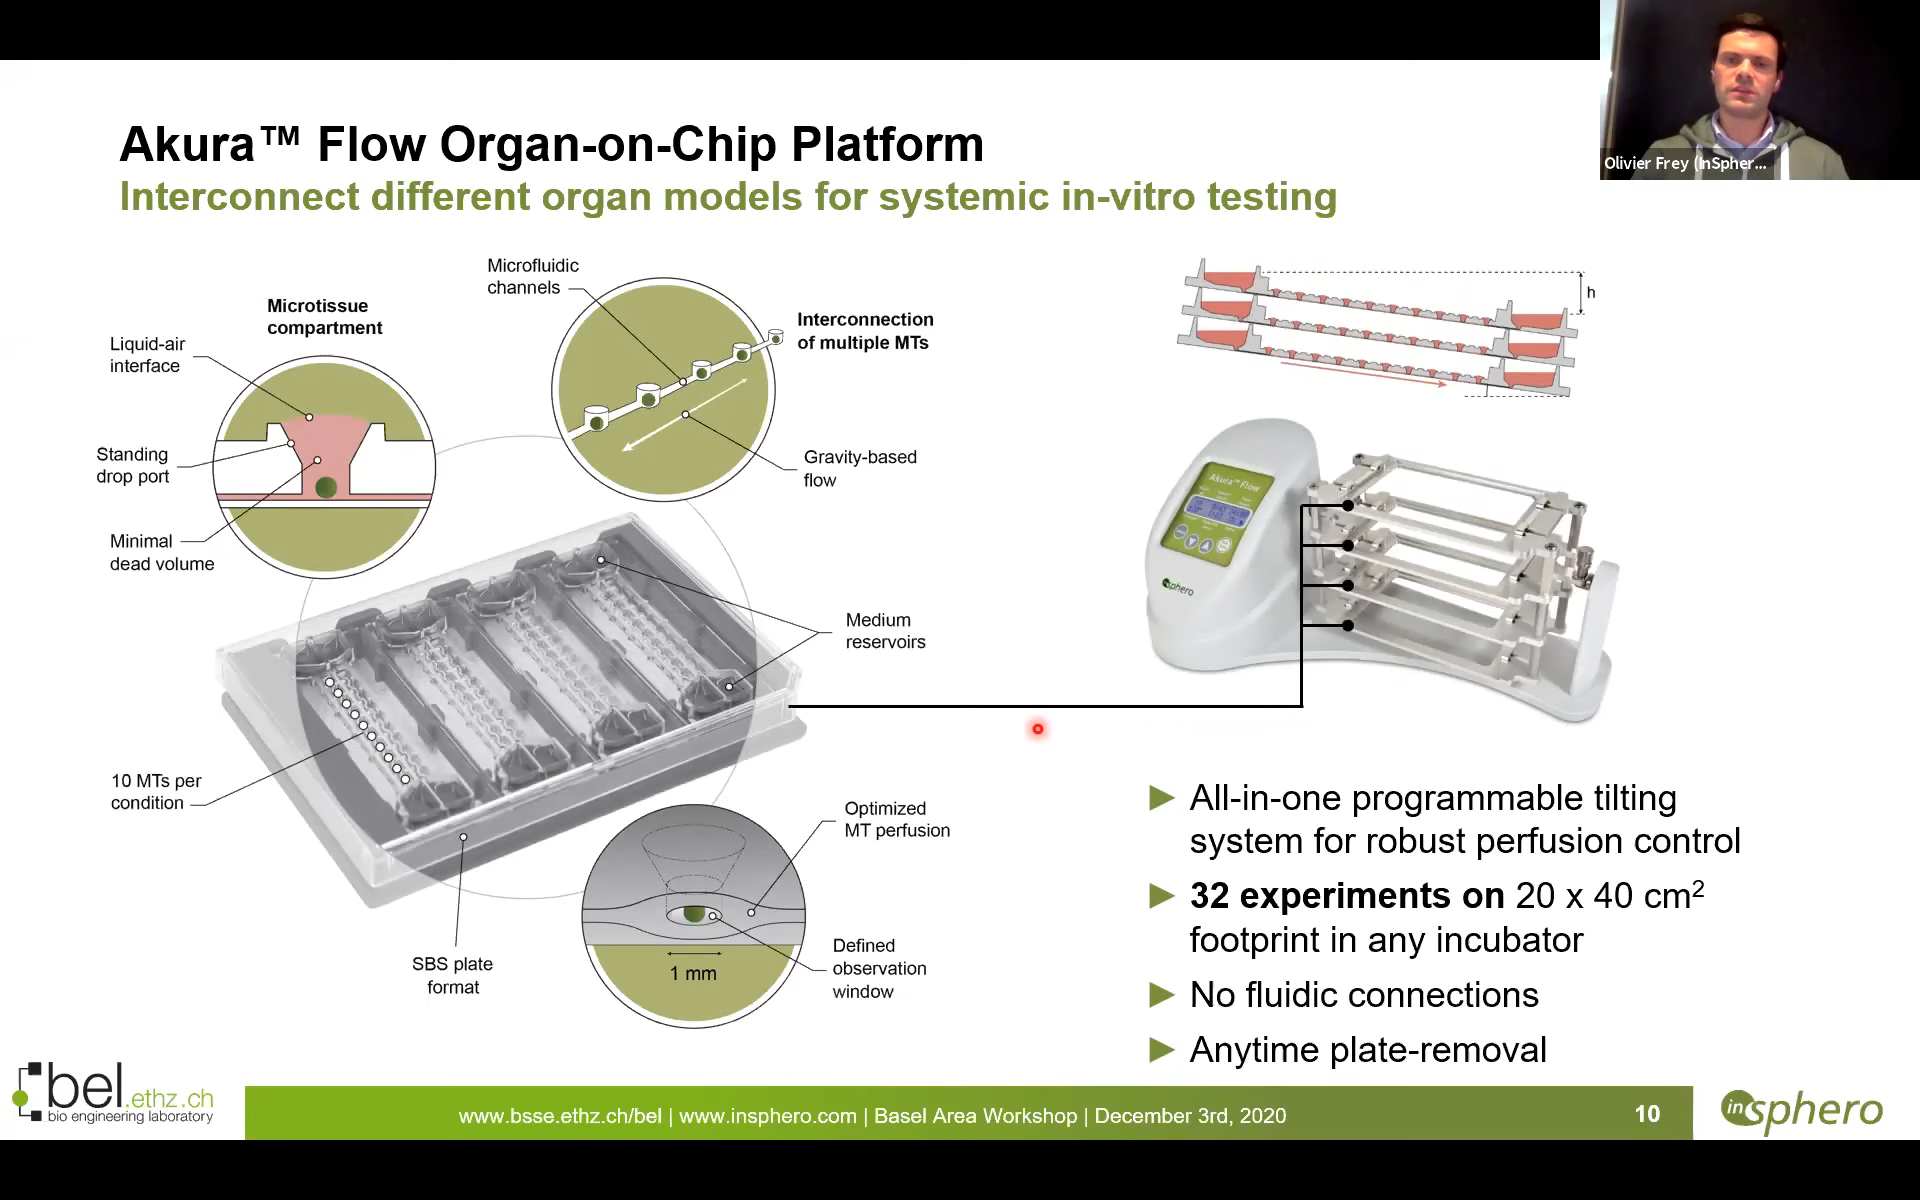 Olivier Frey (InSpher...
Akura™ Flow Organ-on-Chip Platform
Interconnect different organ models for systemic in-vitro testing
Microtissue
compartment
Liquid-air
interface
Standing
drop port
Minimal
dead volume
Microfluidic
channels
Interconnection
of multiple MTs
Gravity-based
flow
Medium
reservoirs
10 MTs per
condition
SBS plate
format
Optimized
MT perfusion
Defined
observation
window
1 mm
h
Akura™ Flow
insphero
► All-in-one programmable tilting
system for robust perfusion control
► 32 experiments on 20 x 40 cm²
footprint in any incubator
► No fluidic connections
► Anytime plate-removal
bel.ethz.ch
bio engineering laboratory
www.bsse.ethz.ch/bel | www.insphero.com | Basel Area Workshop | December 3rd, 2020
10
insphero